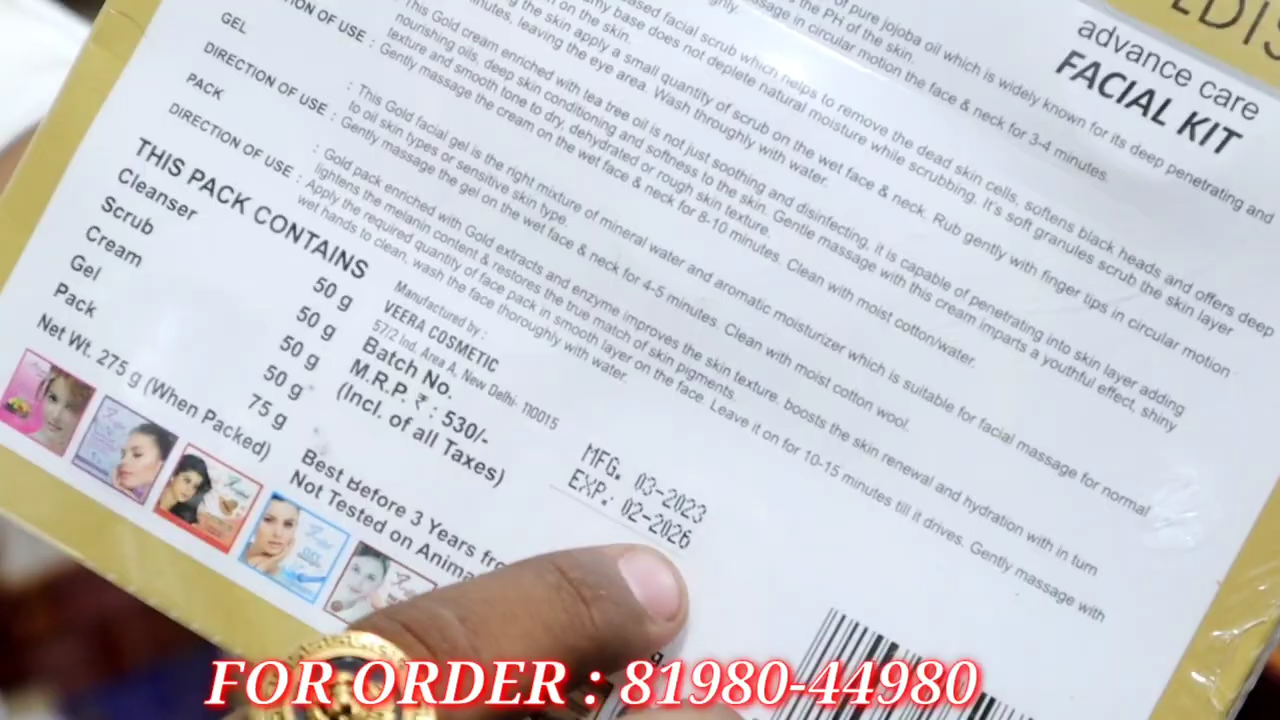 EDIS
advance care
FACIAL KIT
of pure jojoba oil which is widely known for its deep penetrating and
the PH of the skin.
massage in circular motion the face & neck for 3-4 minutes.
based facial scrub which helps to remove the dead skin cells, softens black heads and offers deep
base does not deplete natural moisture while scrubbing. It's soft granules scrub the skin layer
on the skin.
the skin apply a small quantity of scrub on the wet face & neck. Rub gently with finger tips in circular motion
minutes, leaving the eye area. Wash throughly with water.
This Gold cream enriched with tea tree oil is not just soothing and disinfecting, it is capable of penetrating into skin layer adding
nourishing oils, deep skin conditioning and softness to the skin. Gentle massage with this cream imparts a youthful effect, shiny
texture and smooth tone to dry, dehydrated or rough skin texture.
OF USE : Gently massage the cream on the wet face & neck for 8-10 minutes. Clean with moist cotton/water.
GEL : This Gold facial gel is the right mixture of mineral water and aromatic moisturizer which is suitable for facial massage for normal
to oil skin types or sensitive skin type.
DIRECTION OF USE : Gently massage the gel on the wet face & neck for 4-5 minutes. Clean with moist cotton wool.
PACK : Gold pack enriched with Gold extracts and enzyme improves the skin texture, boosts the skin renewal and hydration with in turn
lightens the melanin content & restores the true match of skin pigments.
DIRECTION OF USE : Apply the required quantity of face pack in smooth layer on the face. Leave it on for 10-15 minutes till it drives. Gently massage with
wet hands to clean, wash the face thoroughly with water.
THIS PACK CONTAINS
Cleanser 50 g
Scrub 50 g
Cream 50 g
Gel 50 g
Pack 75 g
Net Wt. 275 g (When Packed)
Manufactured by :
VEERA COSMETIC
57/2 Ind. Area A, New Delhi- 110015
Batch No.
M.R.P. ₹ : 530/-
(Incl. of all Taxes)
MFG. 03-2023
EXP.: 02-2026
Best Before 3 Years fro
Not Tested on Anima
FOR ORDER : 81980-44980